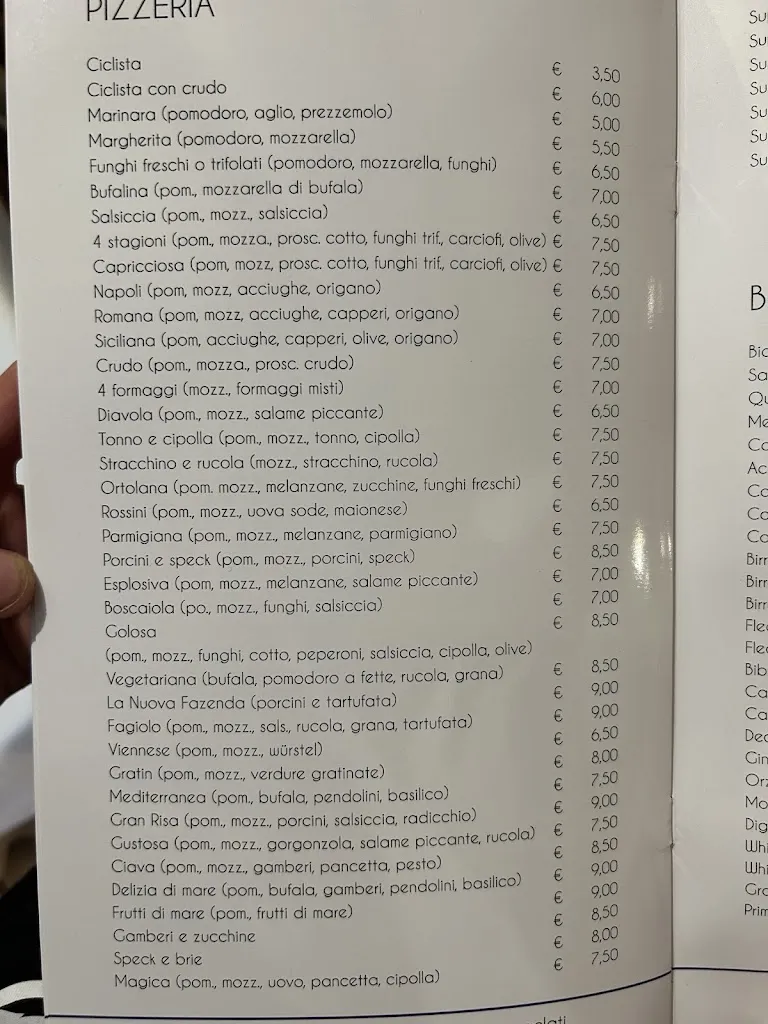 PIZZERIA
Ciclista € 3,50
Ciclista con crudo € 6,00
Marinara (pomodoro, aglio, prezzemolo) € 5,00
Margherita (pomodoro, mozzarella) € 5,50
Funghi freschi o trifolati (pomodoro, mozzarella, funghi) € 6,50
Bufalina (pom., mozzarella di bufala) € 7,00
Salsiccia (pom., mozz., salsiccia) € 6,50
4 stagioni (pom., mozza., prosc. cotto, funghi trif., carciofi, olive) € 7,50
Capricciosa (pom, mozz, prosc. cotto, funghi trif., carciofi, olive) € 7,50
Napoli (pom, mozz, acciughe, origano) € 6,50
Romana (pom, mozz, acciughe, capperi, origano) € 7,00
Siciliana (pom, acciughe, capperi, olive, origano) € 7,00
Crudo (pom., mozza., prosc. crudo) € 7,50
4 formaggi (mozz., formaggi misti) € 7,00
Diavola (pom., mozz., salame piccante) € 6,50
Tonno e cipolla (pom., mozz., tonno, cipolla) € 7,50
Stracchino e rucola (mozz., stracchino, rucola) € 7,50
Ortolana (pom. mozz., melanzane, zucchine, funghi freschi) € 7,50
Rossini (pom., mozz., uova sode, maionese) € 6,50
Parmigiana (pom., mozz., melanzane, parmigiano) € 7,50
Porcini e speck (pom., mozz., porcini, speck) € 8,50
Esplosiva (pom, mozz., melanzane, salame piccante) € 7,00
Boscaiola (po., mozz., funghi, salsiccia) € 7,00
Golosa € 8,50
(pom., mozz., funghi, cotto, peperoni, salsiccia, cipolla, olive)
Vegetariana (bufala, pomodoro a fette, rucola, grana) € 8,50
La Nuova Fazenda (porcini e tartufata) € 9,00
Fagiolo (pom., mozz., sals., rucola, grana, tartufata) € 9,00
Viennese (pom., mozz., würstel) € 6,50
Gratin (pom., mozz., verdure gratinate) € 8,00
Mediterranea (pom., bufala, pendolini, basilico) € 7,50
Gran Risa (pom., mozz., porcini, salsiccia, radicchio) € 9,00
Gustosa (pom., mozz., gorgonzola, salame piccante, rucola) € 7,50
Ciava (pom., mozz., gamberi, pancetta, pesto) € 8,50
Delizia di mare (pom., bufala, gamberi, pendolini, basilico) € 9,00
Frutti di mare (pom., frutti di mare) € 9,00
Gamberi e zucchine € 8,50
Speck e brie € 8,00
Magica (pom., mozz., uovo, pancetta, cipolla) € 7,50